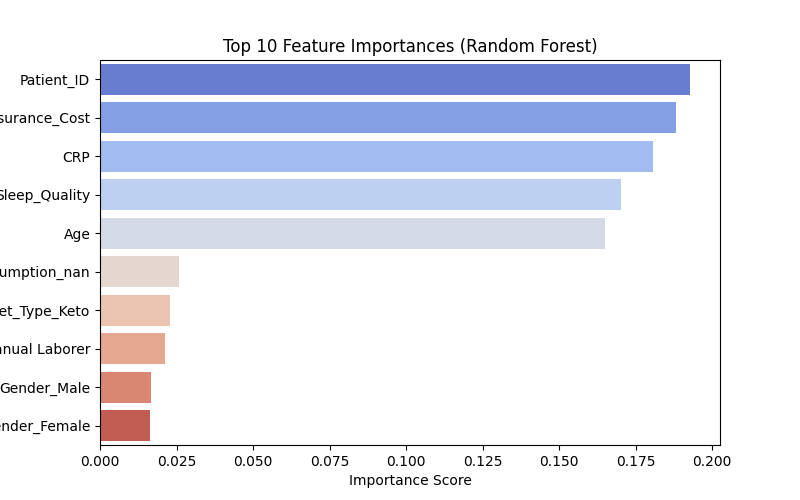 Top 10 Feature Importances (Random Forest)
Patient_ID
surance_Cost
CRP
Sleep_Quality
Age
umption_nan
et_Type_Keto
nual Laborer
Gender_Male
ender_Female
0.000 0.025 0.050 0.075 0.100 0.125 0.150 0.175 0.200
Importance Score